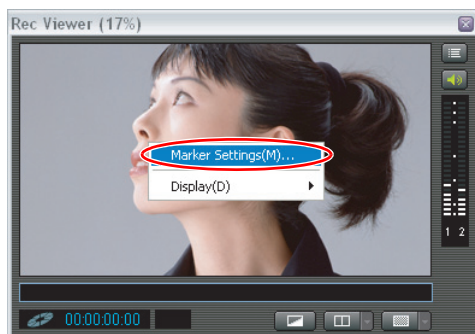 Rec Viewer (17%)
Marker Settings(M)...
Display(D)
1 2
00:00:00:00